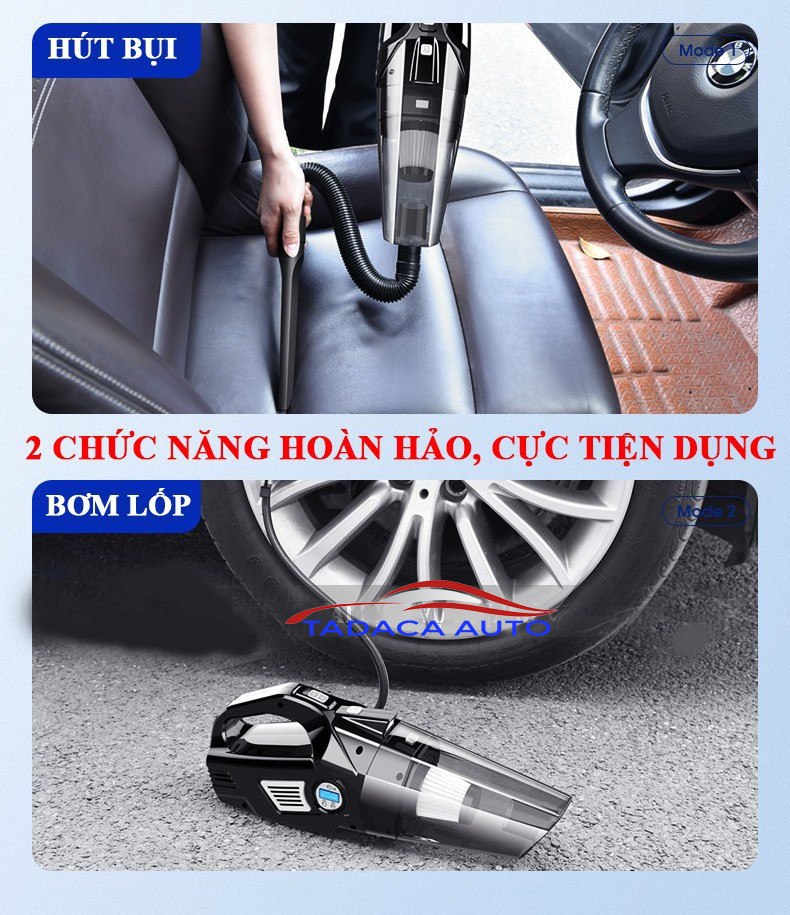 HÚT BỤI
Mode 1
2 CHỨC NĂNG HOÀN HẢO, CỰC TIỆN DỤNG
BƠM LỐP
Mode 2
TADACA AUTO